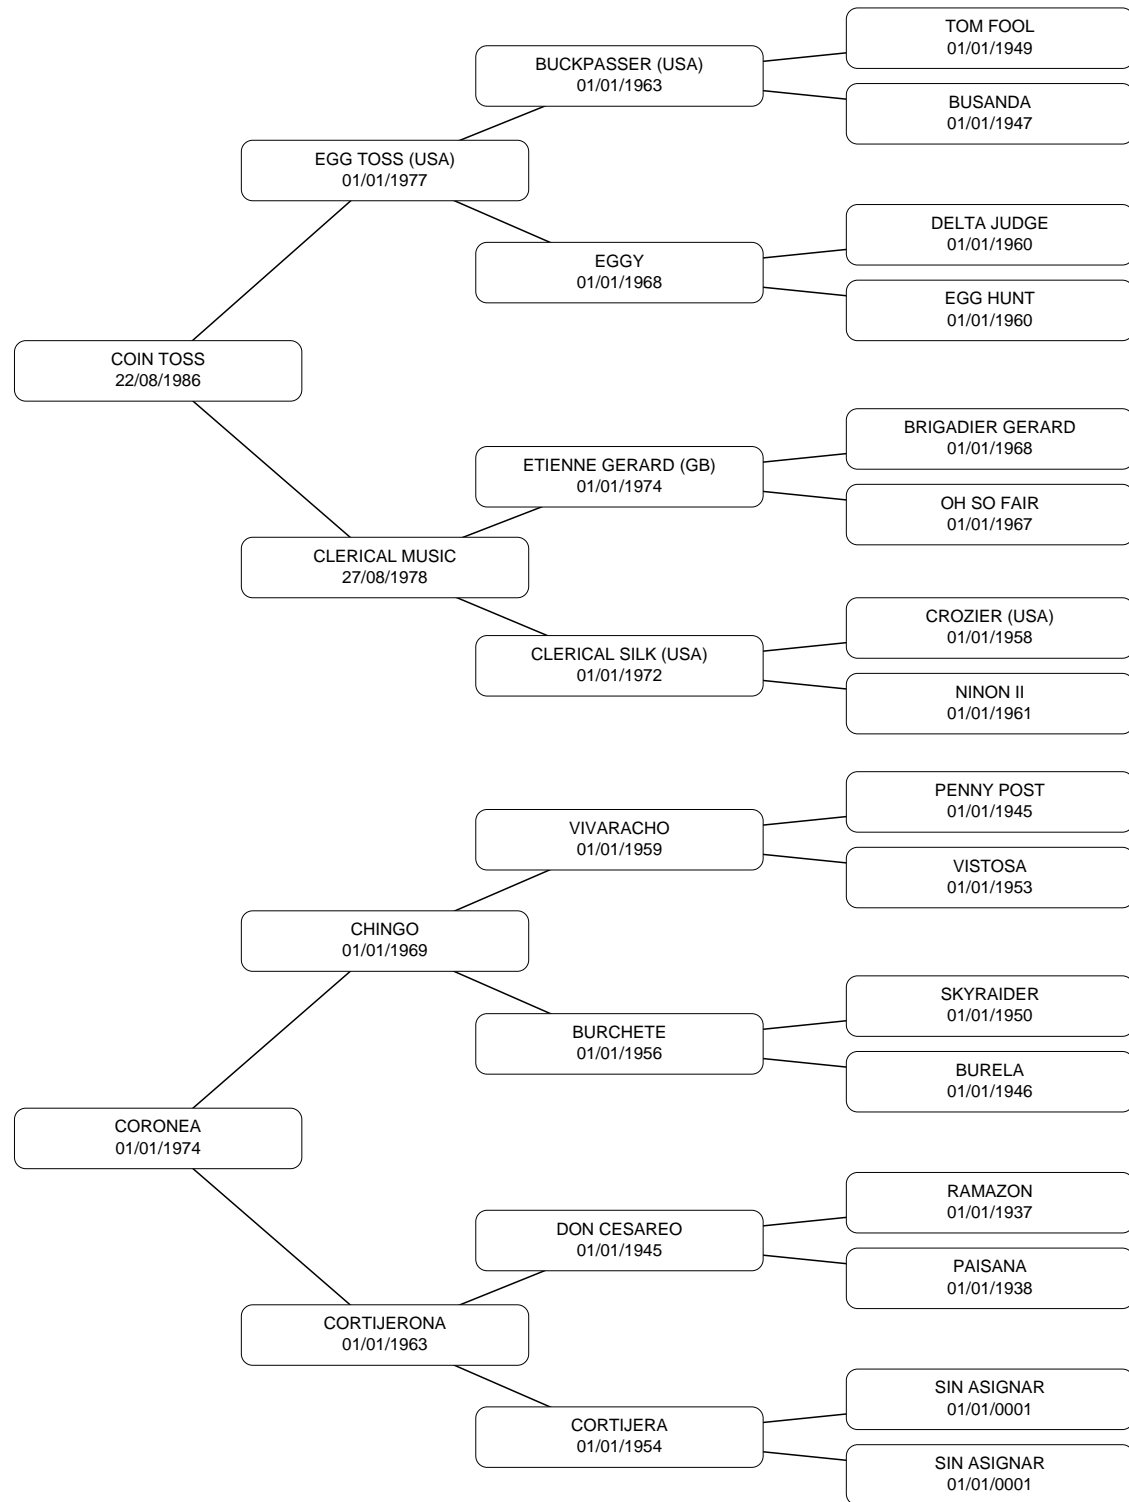 TOM FOOL
01/01/1949
BUCKPASSER (USA)
01/01/1963
BUSANDA
01/01/1947
EGG TOSS (USA)
01/01/1977
DELTA JUDGE
01/01/1960
EGGY
01/01/1968
EGG HUNT
01/01/1960
COIN TOSS
22/08/1986
BRIGADIER GERARD
01/01/1968
ETIENNE GERARD (GB)
01/01/1974
OH SO FAIR
01/01/1967
CLERICAL MUSIC
27/08/1978
CROZIER (USA)
01/01/1958
CLERICAL SILK (USA)
01/01/1972
NINON II
01/01/1961
PENNY POST
01/01/1945
VIVARACHO
01/01/1959
VISTOSA
01/01/1953
CHINGO
01/01/1969
SKYRAIDER
01/01/1950
BURCHETE
01/01/1956
BURELA
01/01/1946
CORONEA
01/01/1974
RAMAZON
01/01/1937
DON CESAREO
01/01/1945
PAISANA
01/01/1938
CORTIJERONA
01/01/1963
SIN ASIGNAR
01/01/0001
CORTIJERA
01/01/1954
SIN ASIGNAR
01/01/0001